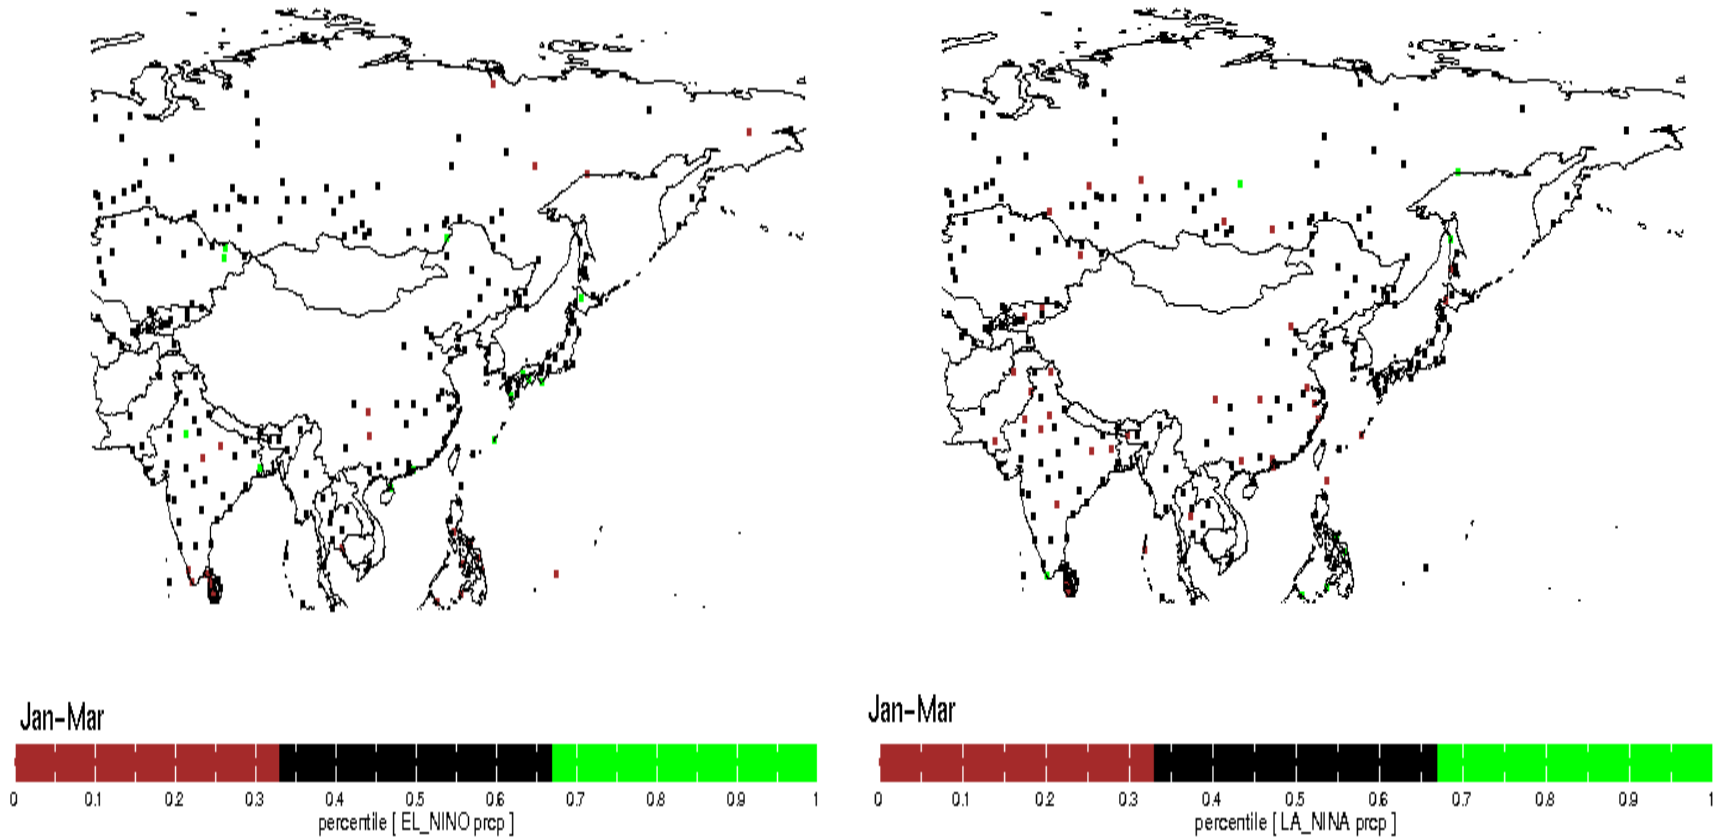 Jan-Mar
0 0.1 0.2 0.3 0.4 0.5 0.6 0.7 0.8 0.9 1
percentile [ EL_NINO prcp ]
Jan-Mar
0 0.1 0.2 0.3 0.4 0.5 0.6 0.7 0.8 0.9 1
percentile [ LA_NINA prcp ]